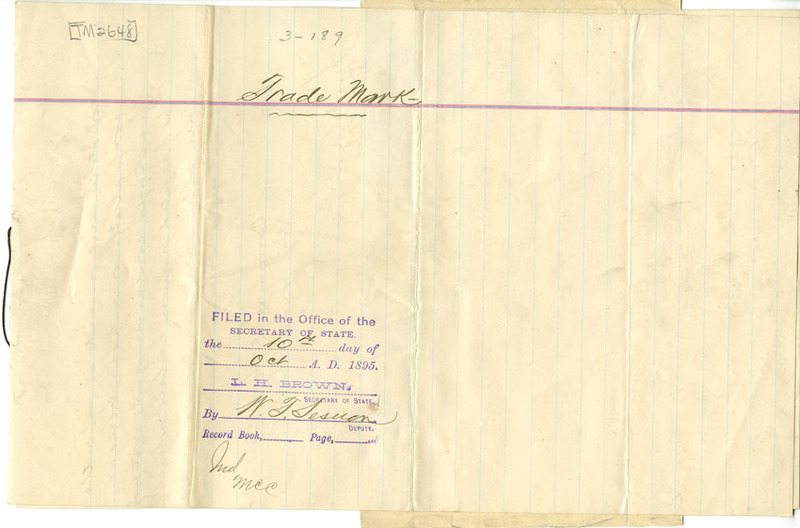 TM2648
3-189
Trade Mark
FILED in the Office of the
SECRETARY OF STATE.
the 10th day of
Oct A. D. 1895.
L. H. BROWN,
SECRETARY OF STATE.
By W. T. Sesnon
DEPUTY.
Record Book, Page,
Ind
McC